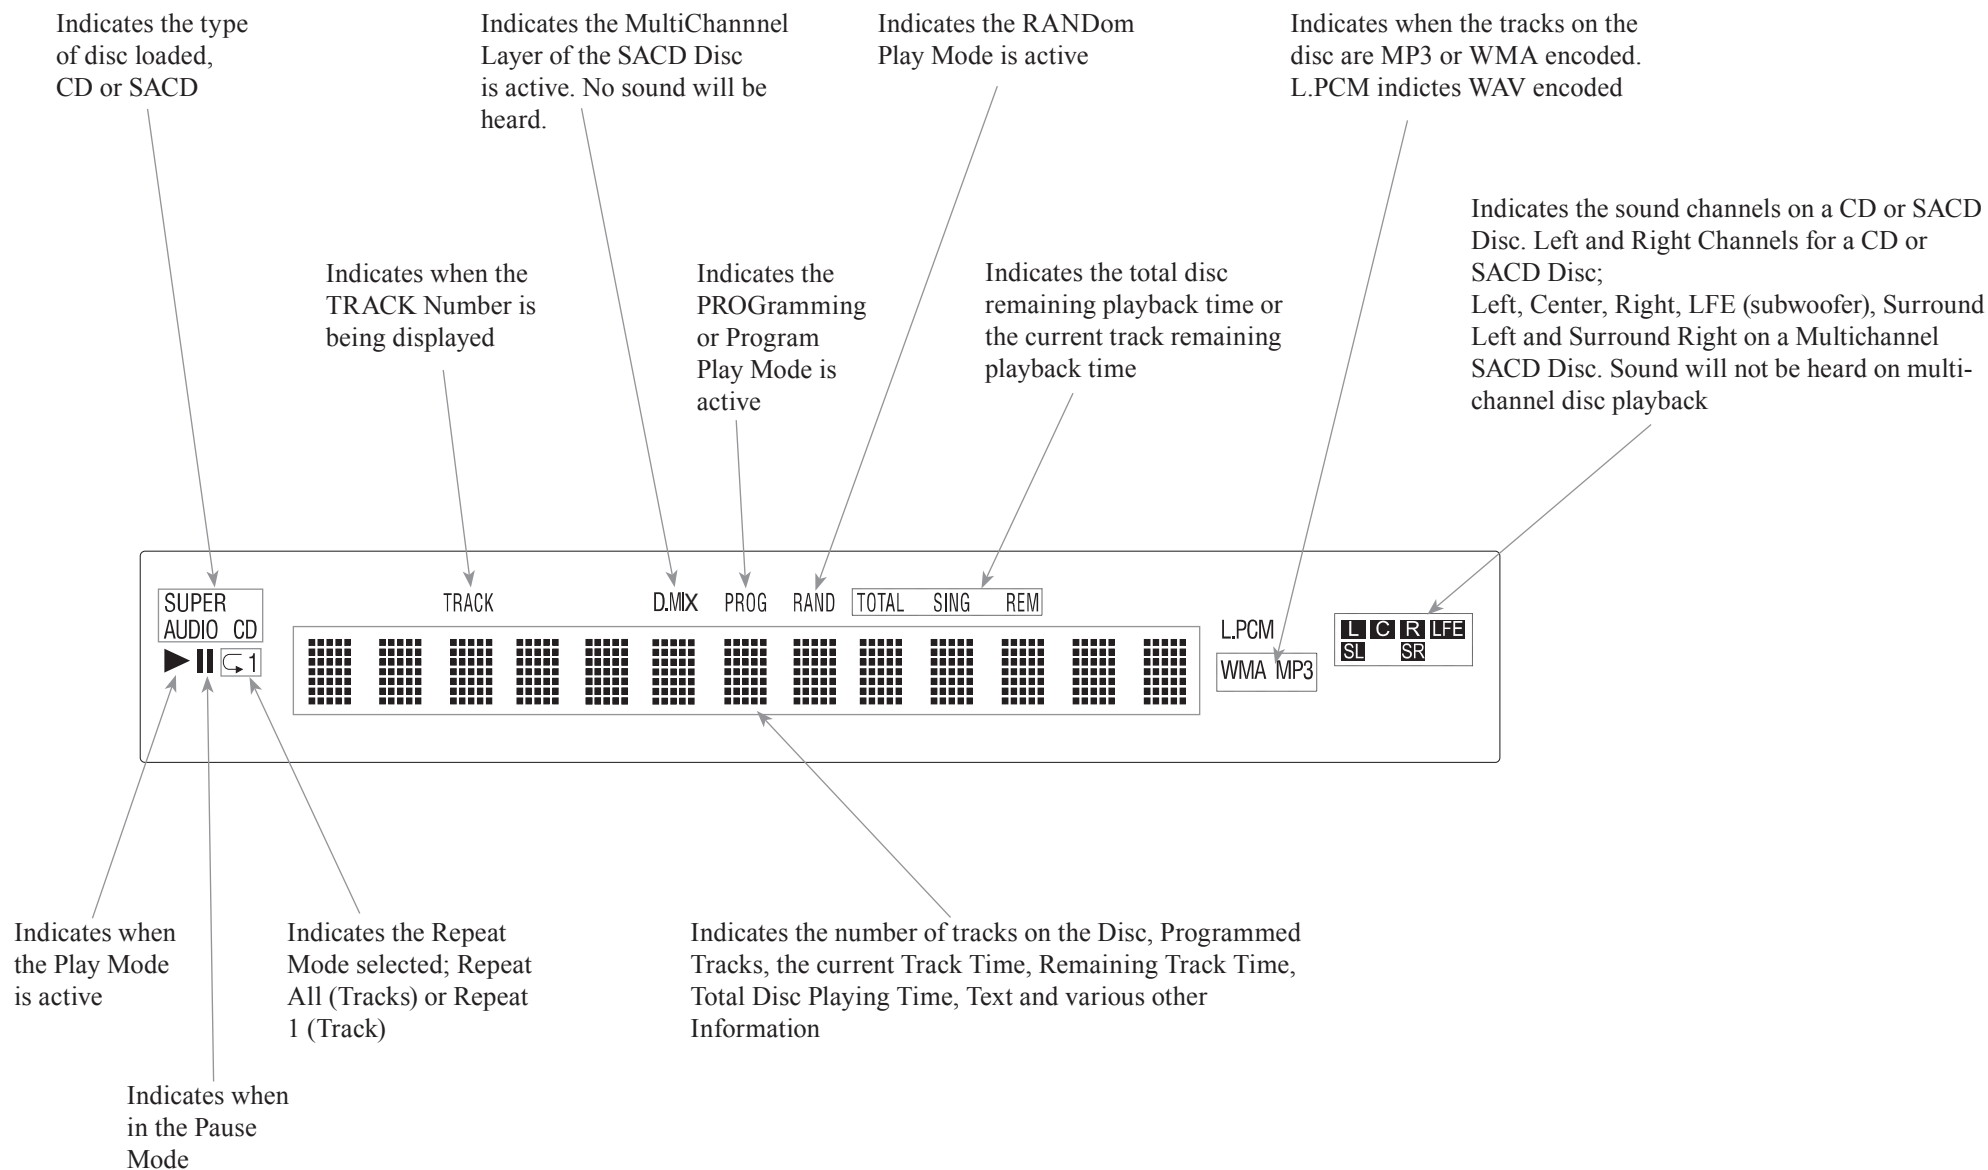 Indicates the type
of disc loaded,
CD or SACD
Indicates the MultiChannnel
Layer of the SACD Disc
is active. No sound will be
heard.
Indicates the RANDom
Play Mode is active
Indicates when the tracks on the
disc are MP3 or WMA encoded.
L.PCM indictes WAV encoded
Indicates the sound channels on a CD or SACD
Disc. Left and Right Channels for a CD or
SACD Disc;
Left, Center, Right, LFE (subwoofer), Surround
Left and Surround Right on a Multichannel
SACD Disc. Sound will not be heard on multi-
channel disc playback
Indicates when the
TRACK Number is
being displayed
Indicates the
PROGramming
or Program
Play Mode is
active
Indicates the total disc
remaining playback time or
the current track remaining
playback time
SUPER
AUDIO CD
1
TRACK
D.MIX
PROG
RAND
TOTAL SING REM
L.PCM
WMA MP3
L C R LFE
SL SR
Indicates when
the Play Mode
is active
Indicates the Repeat
Mode selected; Repeat
All (Tracks) or Repeat
1 (Track)
Indicates the number of tracks on the Disc, Programmed
Tracks, the current Track Time, Remaining Track Time,
Total Disc Playing Time, Text and various other
Information
Indicates when
in the Pause
Mode